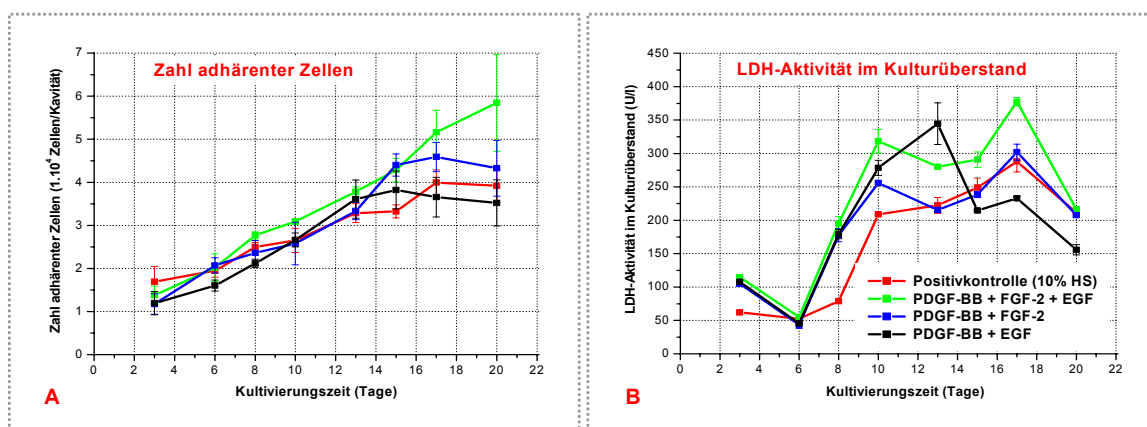 Zahl adhärenter Zellen
Zahl adhärenter Zellen (1.10⁴ Zellen/Kavität)
7
6
5
4
3
2
1
0
0 2 4 6 8 10 12 14 16 18 20 22
Kultivierungszeit (Tage)
A
LDH-Aktivität im Kulturüberstand
LDH-Aktivität im Kulturüberstand (U/l)
450
400
350
300
250
200
150
100
50
0
Positivkontrolle (10% HS)
PDGF-BB + FGF-2 + EGF
PDGF-BB + FGF-2
PDGF-BB + EGF
0 2 4 6 8 10 12 14 16 18 20 22
Kultivierungszeit (Tage)
B